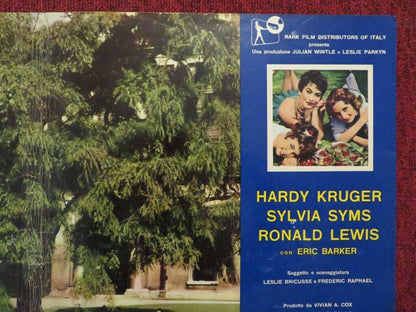 RANK FILM DISTRIBUTORS OF ITALY
presenta
Una produzione JULIAN WINTLE e LESLIE PARKYN
HARDY KRUGER
SYLVIA SYMS
RONALD LEWIS
con ERIC BARKER
Soggetto e sceneggiatura
LESLIE BRICUSSE e FREDERIC RAPHAEL
Prodotto da VIVIAN A. COX